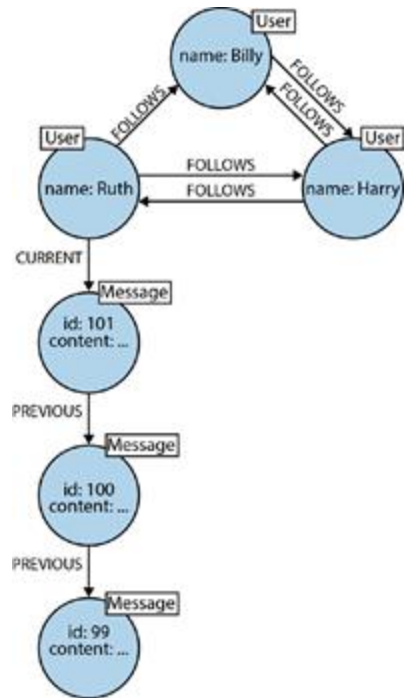 User
name: Billy
FOLLOWS
FOLLOWS
FOLLOWS
User
User
FOLLOWS
name: Ruth
name: Harry
FOLLOWS
CURRENT
Message
id: 101
content: ...
PREVIOUS
Message
id: 100
content: ...
PREVIOUS
Message
id: 99
content: ...